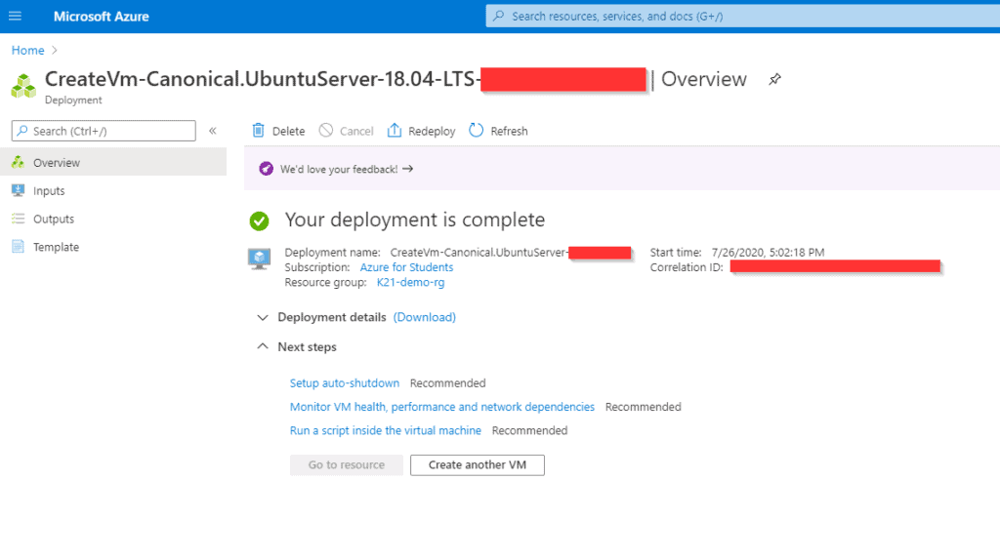 Microsoft Azure
Search resources, services, and docs (G+/)
Home
CreateVm-Canonical.UbuntuServer-18.04-LTS- | Overview
Deployment
Search (Ctrl+/)
«
Delete Cancel Redeploy Refresh
Overview
Inputs
Outputs
Template
We'd love your feedback! →
Your deployment is complete
Deployment name: CreateVm-Canonical.UbuntuServer-
Subscription: Azure for Students
Resource group: K21-demo-rg
Start time: 7/26/2020, 5:02:18 PM
Correlation ID:
Deployment details (Download)
Next steps
Setup auto-shutdown Recommended
Monitor VM health, performance and network dependencies Recommended
Run a script inside the virtual machine Recommended
Go to resource
Create another VM